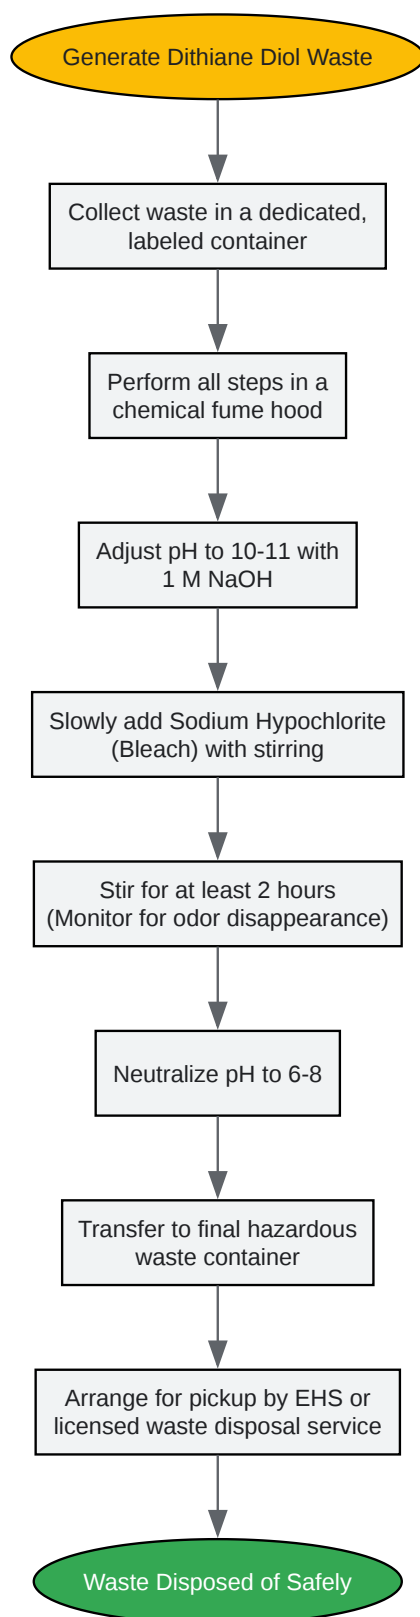 Generate Dithiane Diol Waste
Collect waste in a dedicated,
labeled container
Perform all steps in a
chemical fume hood
Adjust pH to 10-11 with
1 M NaOH
Slowly add Sodium Hypochlorite
(Bleach) with stirring
Stir for at least 2 hours
(Monitor for odor disappearance)
Neutralize pH to 6-8
Transfer to final hazardous
waste container
Arrange for pickup by EHS or
licensed waste disposal service
Waste Disposed of Safely